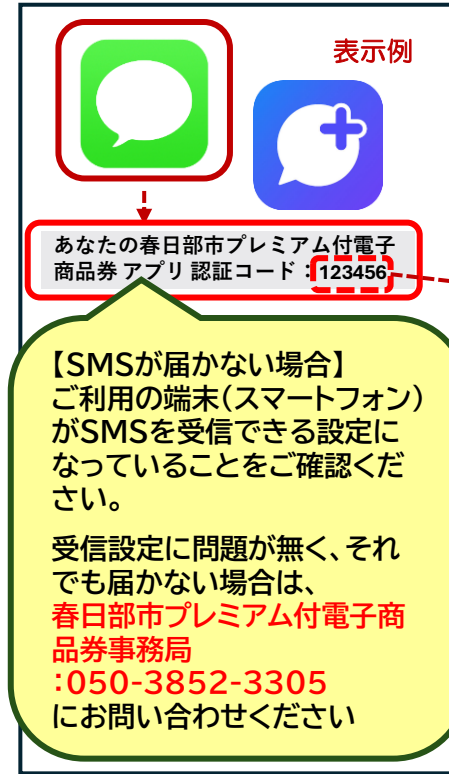 表示例
あなたの春日部市プレミアム付電子
商品券 アプリ 認証コード：123456
【SMSが届かない場合】
ご利用の端末（スマートフォン）
がSMSを受信できる設定に
なっていることをご確認くだ
さい。
受信設定に問題が無く、それ
でも届かない場合は、
春日部市プレミアム付電子商
品券事務局
：050-3852-3305
にお問い合わせください